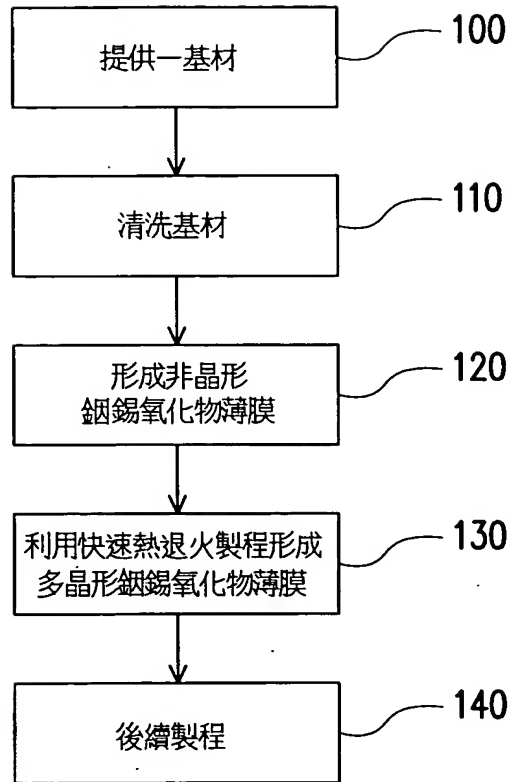 提供一基材
100
清洗基材
110
形成非晶形
銦錫氧化物薄膜
120
利用快速熱退火製程形成
多晶形銦錫氧化物薄膜
130
後續製程
140